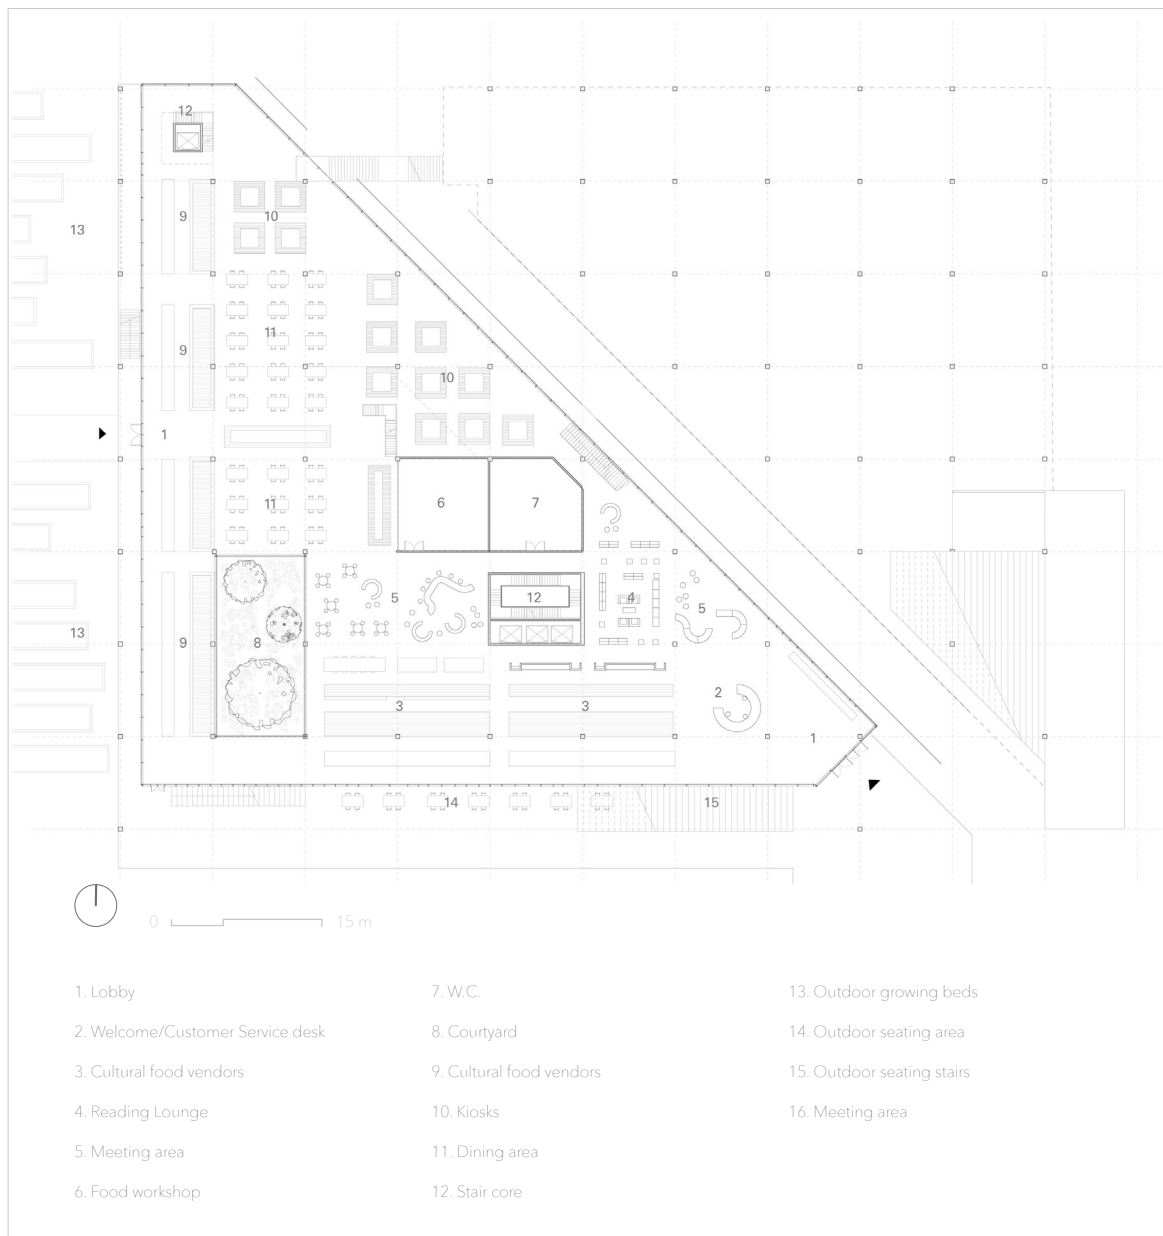 12
9
10
13
11
9
10
1
11
6
7
5
12
4
5
13
8
9
2
3
3
1
14
15
0
15 m
1. Lobby
2. Welcome/Customer Service desk
3. Cultural food vendors
4. Reading Lounge
5. Meeting area
6. Food workshop
7. W.C.
8. Courtyard
9. Cultural food vendors
10. Kiosks
11. Dining area
12. Stair core
13. Outdoor growing beds
14. Outdoor seating area
15. Outdoor seating stairs
16. Meeting area